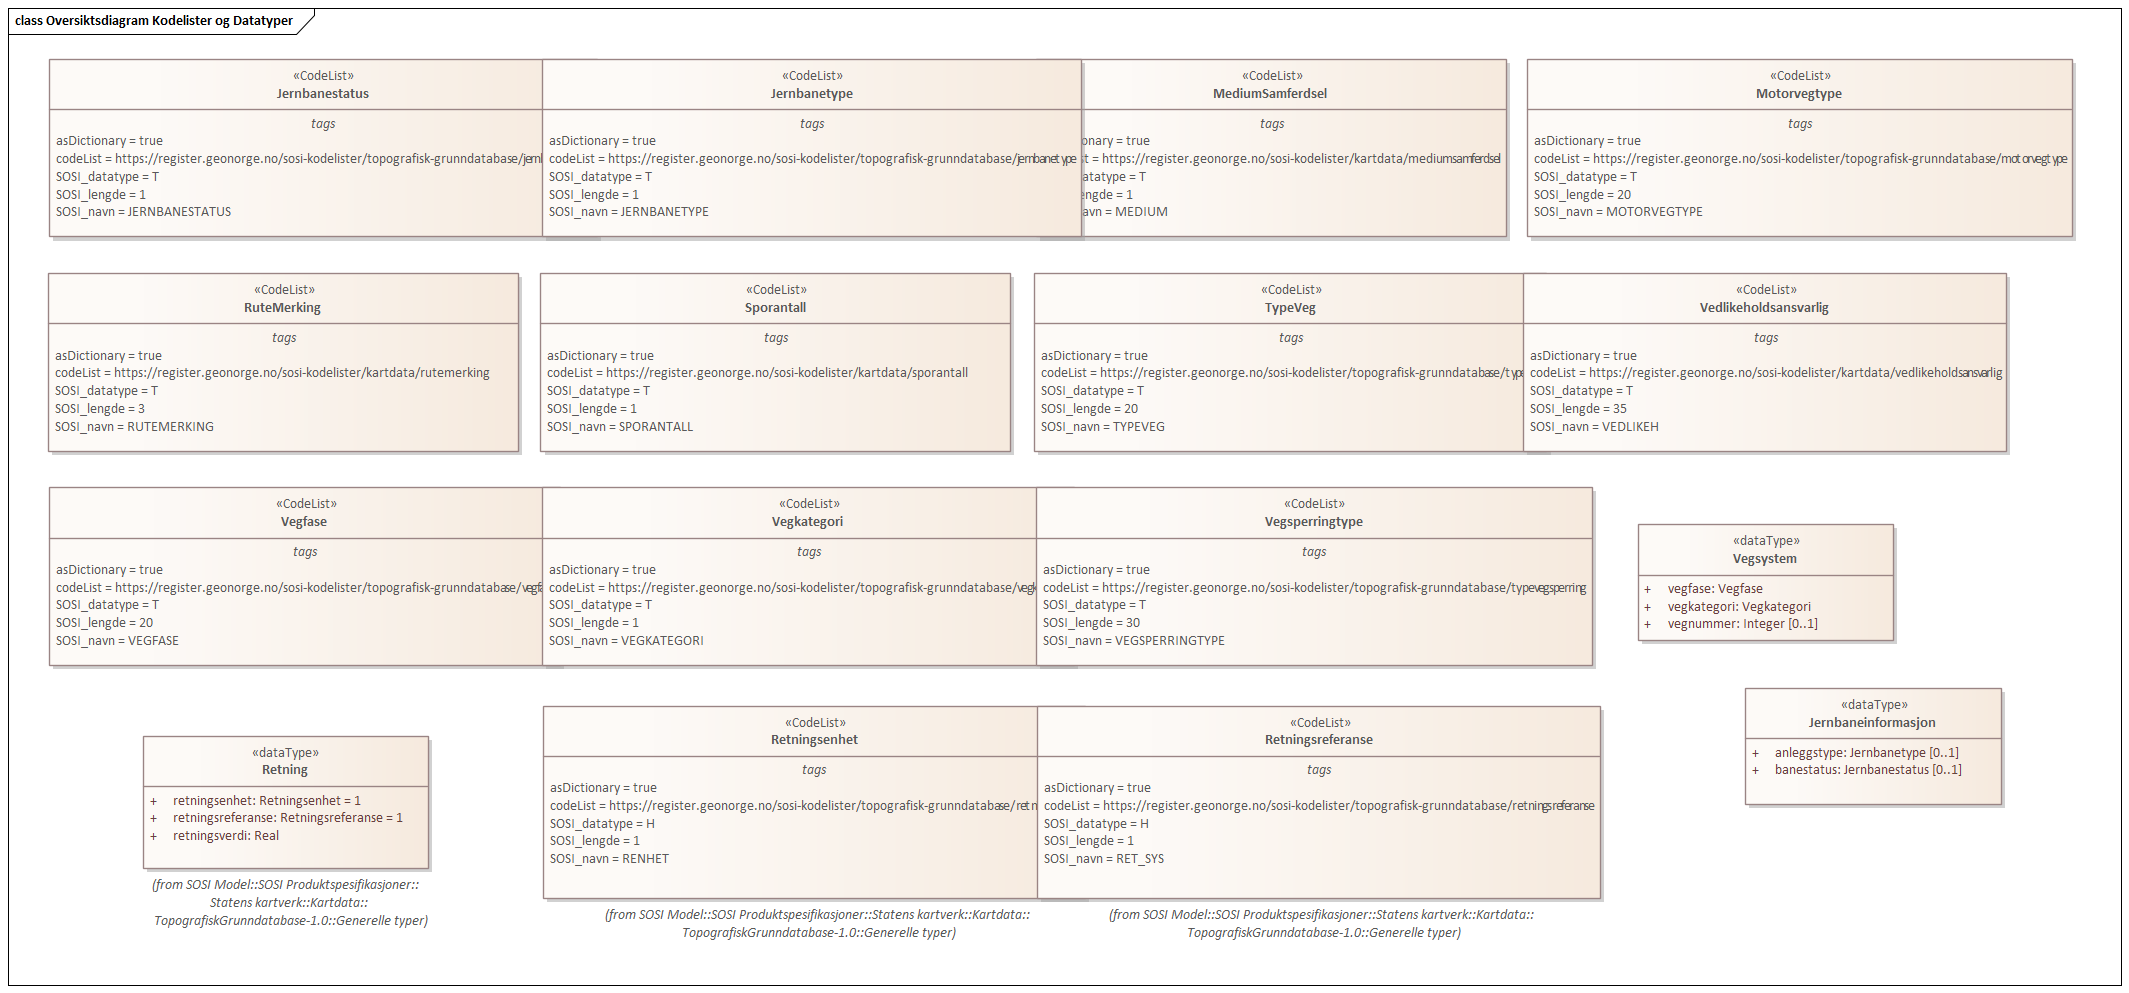 class Oversiktsdiagram Kodelister og Datatyper
«CodeList»
Jernbanestatus
tags
asDictionary = true
codeList = https://register.geonorge.no/sosi-kodelister/topografisk-grunndatabase/jernl
SOSI_datatype = T
SOSI_lengde = 1
SOSI_navn = JERNBANESTATUS
«CodeList»
Jernbanetype
tags
asDictionary = true
codeList = https://register.geonorge.no/sosi-kodelister/topografisk-grunndatabase/jernbanetype
SOSI_datatype = T
SOSI_lengde = 1
SOSI_navn = JERNBANETYPE
«CodeList»
MediumSamferdsel
tags
onary = true
t = https://register.geonorge.no/sosi-kodelister/kartdata/mediumsamferdsel
atatype = T
engde = 1
avn = MEDIUM
«CodeList»
Motorvegtype
tags
asDictionary = true
codeList = https://register.geonorge.no/sosi-kodelister/topografisk-grunndatabase/motorvegtype
SOSI_datatype = T
SOSI_lengde = 20
SOSI_navn = MOTORVEGTYPE
«CodeList»
RuteMerking
tags
asDictionary = true
codeList = https://register.geonorge.no/sosi-kodelister/kartdata/rutemerking
SOSI_datatype = T
SOSI_lengde = 3
SOSI_navn = RUTEMERKING
«CodeList»
Sporantall
tags
asDictionary = true
codeList = https://register.geonorge.no/sosi-kodelister/kartdata/sporantall
SOSI_datatype = T
SOSI_lengde = 1
SOSI_navn = SPORANTALL
«CodeList»
TypeVeg
tags
asDictionary = true
codeList = https://register.geonorge.no/sosi-kodelister/topografisk-grunndatabase/type
SOSI_datatype = T
SOSI_lengde = 20
SOSI_navn = TYPEVEG
«CodeList»
Vedlikeholdsansvarlig
tags
asDictionary = true
codeList = https://register.geonorge.no/sosi-kodelister/kartdata/vedlikeholdsansvarlig
SOSI_datatype = T
SOSI_lengde = 35
SOSI_navn = VEDLIKEH
«CodeList»
Vegfase
tags
asDictionary = true
codeList = https://register.geonorge.no/sosi-kodelister/topografisk-grunndatabase/vegfa
SOSI_datatype = T
SOSI_lengde = 20
SOSI_navn = VEGFASE
«CodeList»
Vegkategori
tags
asDictionary = true
codeList = https://register.geonorge.no/sosi-kodelister/topografisk-grunndatabase/vegk
SOSI_datatype = T
SOSI_lengde = 1
SOSI_navn = VEGKATEGORI
«CodeList»
Vegsperringtype
tags
asDictionary = true
codeList = https://register.geonorge.no/sosi-kodelister/topografisk-grunndatabase/typevegsperring
SOSI_datatype = T
SOSI_lengde = 30
SOSI_navn = VEGSPERRINGTYPE
«dataType»
Vegsystem
+ vegfase: Vegfase
+ vegkategori: Vegkategori
+ vegnummer: Integer [0..1]
«dataType»
Jernbaneinformasjon
+ anleggstype: Jernbanetype [0..1]
+ banestatus: Jernbanestatus [0..1]
«dataType»
Retning
+ retningsenhet: Retningsenhet = 1
+ retningsreferanse: Retningsreferanse = 1
+ retningsverdi: Real
(from SOSI Model::SOSI Produktspesifikasjoner::
Statens kartverk::Kartdata::
TopografiskGrunndatabase-1.0::Generelle typer)
«CodeList»
Retningsenhet
tags
asDictionary = true
codeList = https://register.geonorge.no/sosi-kodelister/topografisk-grunndatabase/retn
SOSI_datatype = H
SOSI_lengde = 1
SOSI_navn = RENHET
(from SOSI Model::SOSI Produktspesifikasjoner::Statens kartverk::Kartdata::
TopografiskGrunndatabase-1.0::Generelle typer)
«CodeList»
Retningsreferanse
tags
asDictionary = true
codeList = https://register.geonorge.no/sosi-kodelister/topografisk-grunndatabase/retningsreferanse
SOSI_datatype = H
SOSI_lengde = 1
SOSI_navn = RET_SYS
(from SOSI Model::SOSI Produktspesifikasjoner::Statens kartverk::Kartdata::
TopografiskGrunndatabase-1.0::Generelle typer)